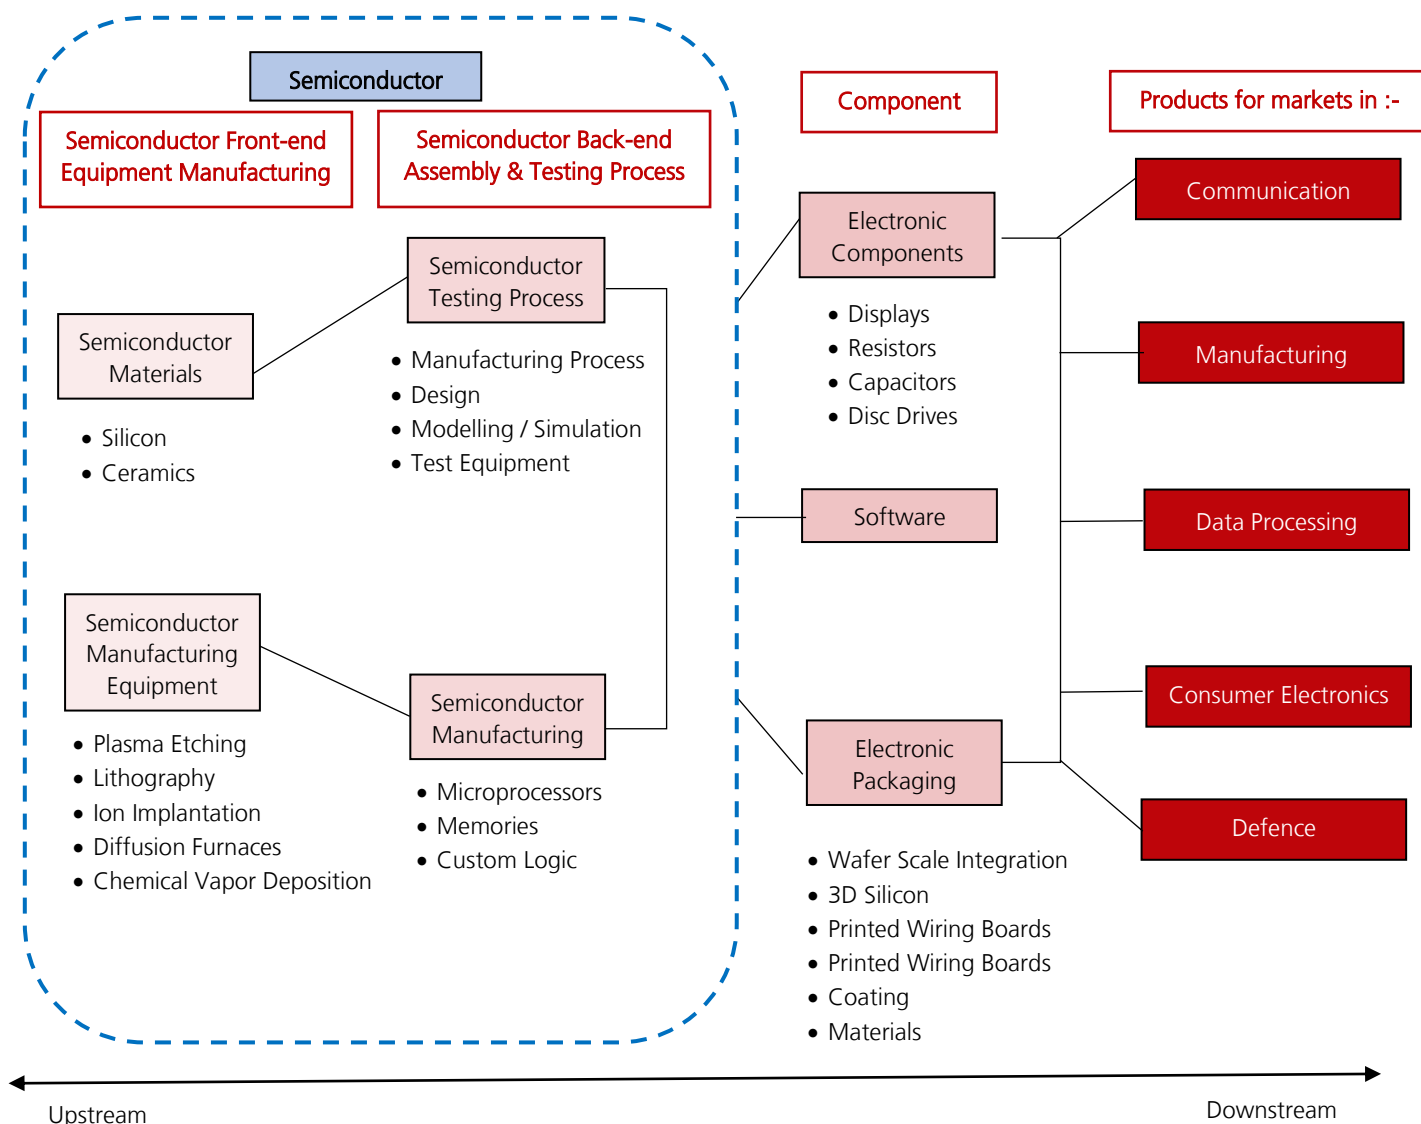 Semiconductor
Semiconductor Front-end
Equipment Manufacturing
Semiconductor Back-end
Assembly & Testing Process
Component
Products for markets in :-
Semiconductor
Materials
• Silicon
• Ceramics
Semiconductor
Manufacturing
Equipment
• Plasma Etching
• Lithography
• Ion Implantation
• Diffusion Furnaces
• Chemical Vapor Deposition
Semiconductor
Testing Process
• Manufacturing Process
• Design
• Modelling / Simulation
• Test Equipment
Semiconductor
Manufacturing
• Microprocessors
• Memories
• Custom Logic
Electronic
Components
• Displays
• Resistors
• Capacitors
• Disc Drives
Software
Electronic
Packaging
• Wafer Scale Integration
• 3D Silicon
• Printed Wiring Boards
• Printed Wiring Boards
• Coating
• Materials
Communication
Manufacturing
Data Processing
Consumer Electronics
Defence
Upstream
Downstream